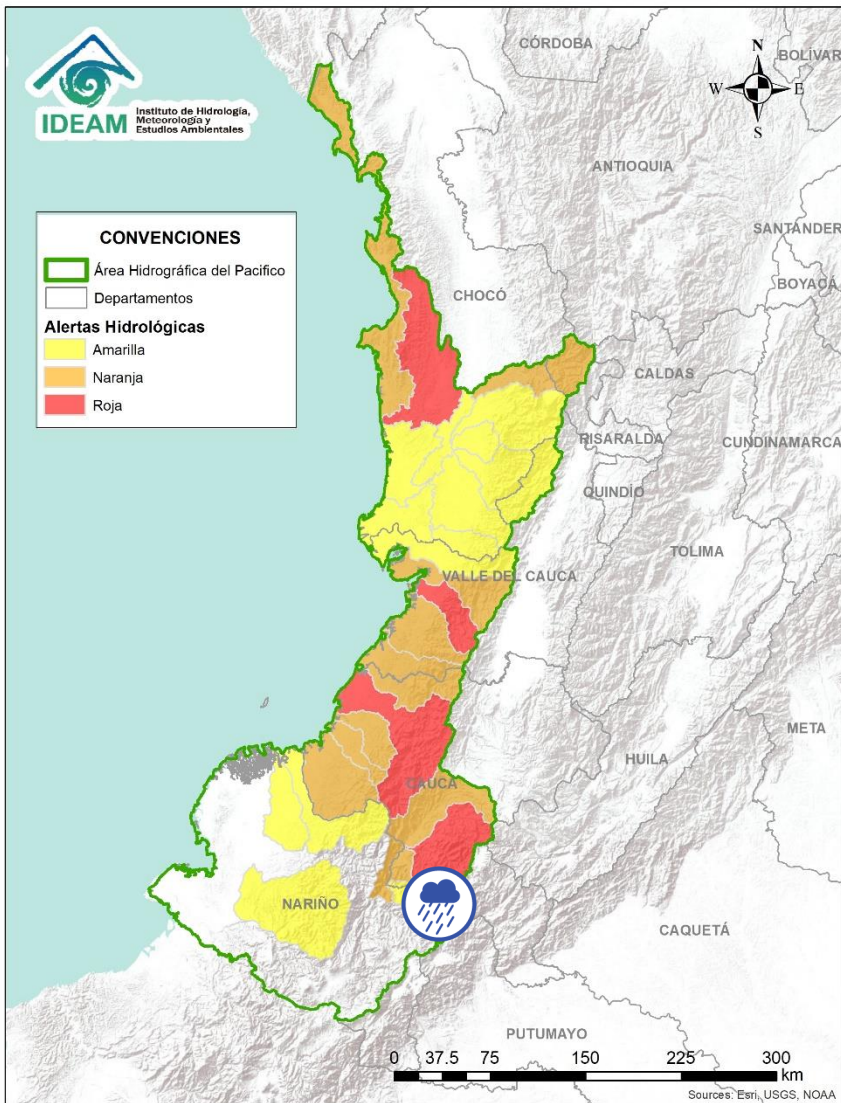 IDEAM
Instituto de Hidrología,
Meteorología y
Estudios Ambientales
N
W
E
S
CÓRDOBA
BOLÍVAR
ANTIOQUIA
SANTANDER
BOYACÁ
CHOCÓ
CALDAS
RISARALDA
CUNDINAMARCA
QUINDÍO
TOLIMA
VALLE DEL CAUCA
META
HUILA
CAUCA
NARIÑO
CAQUETÁ
PUTUMAYO
CONVENCIONES
Área Hidrográfica del Pacifico
Departamentos
Alertas Hidrológicas
Amarilla
Naranja
Roja
0 37.5 75 150 225 300
km
Sources: Esri, USGS, NOAA